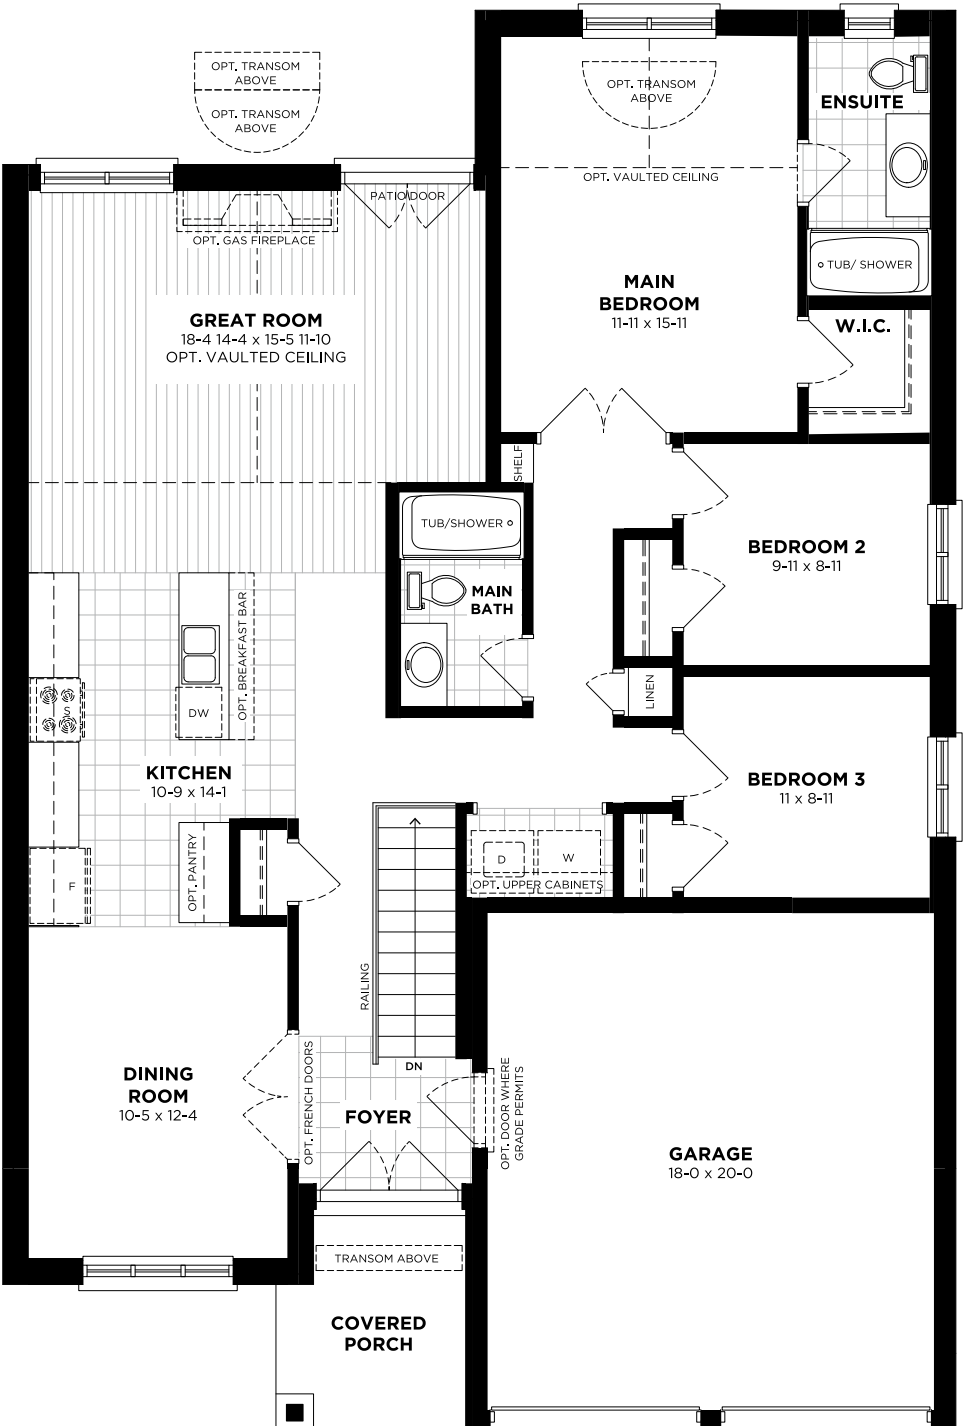 OPT. TRANSOM
ABOVE
OPT. TRANSOM
ABOVE
OPT. TRANSOM
ABOVE
ENSUITE
OPT. VAULTED CEILING
PATIO DOOR
OPT. GAS FIREPLACE
TUB/ SHOWER
MAIN
BEDROOM
11-11 x 15-11
GREAT ROOM
18-4 14-4 x 15-5 11-10
OPT. VAULTED CEILING
W.I.C.
SHELF
TUB/SHOWER
MAIN
BATH
BEDROOM 2
9-11 x 8-11
OPT. BREAKFAST BAR
LINEN
S
DW
KITCHEN
10-9 x 14-1
BEDROOM 3
11 x 8-11
OPT. PANTRY
F
D
W
OPT. UPPER CABINETS
RAILING
DN
DINING
ROOM
10-5 x 12-4
OPT. FRENCH DOORS
FOYER
OPT. DOOR WHERE
GRADE PERMITS
GARAGE
18-0 x 20-0
TRANSOM ABOVE
COVERED
PORCH